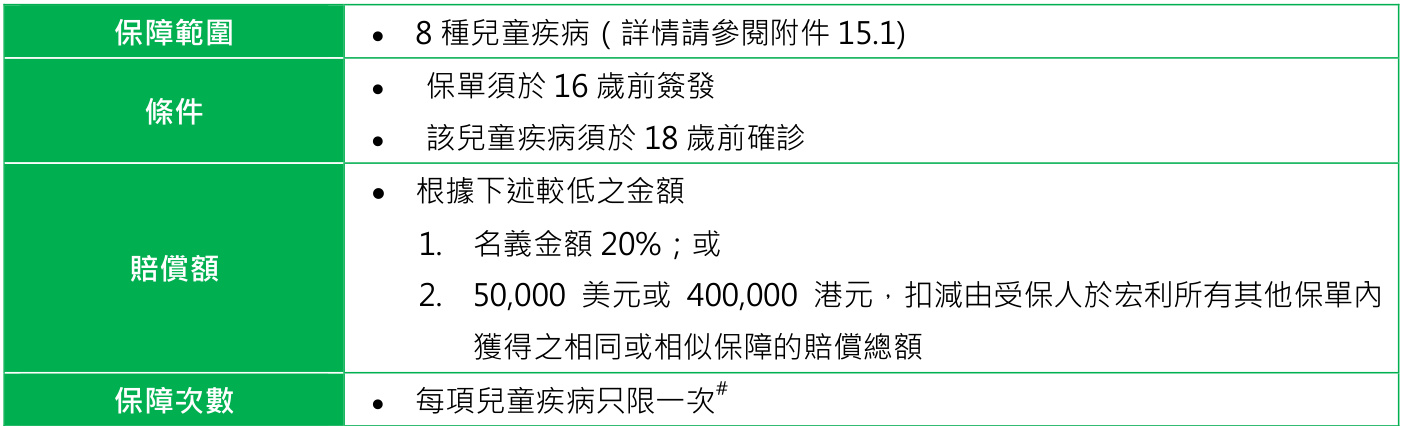 保障範圍
• 8 種兒童疾病 ( 詳情請參閱附件 15.1)
條件
• 保單須於 16 歲前簽發
• 該兒童疾病須於 18 歲前確診
賠償額
• 根據下述較低之金額
1. 名義金額 20%；或
2. 50,000 美元或 400,000 港元，扣減由受保人於宏利所有其他保單內
獲得之相同或相似保障的賠償總額
保障次數
• 每項兒童疾病只限一次#